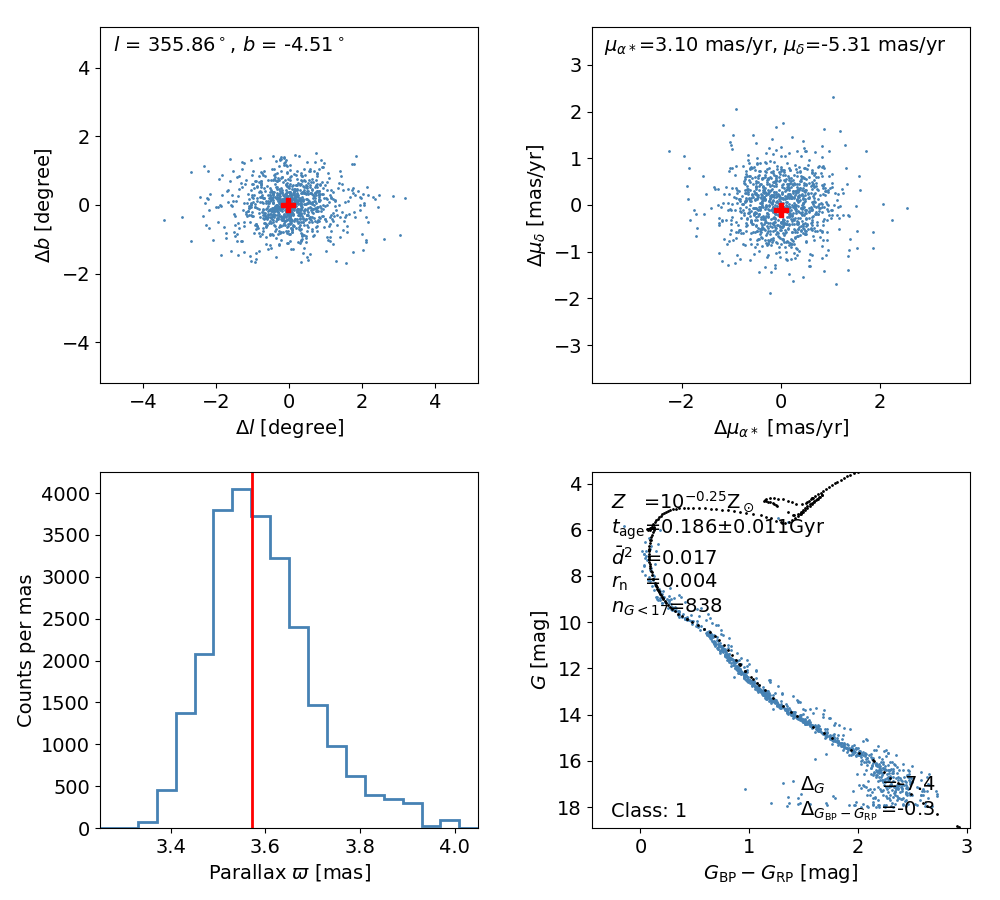 l = 355.86°, b = -4.51°
4
2
0
−2
−4
Δb [degree]
−4 −2 0 2 4
Δl [degree]
μα*=3.10 mas/yr, μδ=-5.31 mas/yr
3
2
1
0
−1
−2
−3
Δμδ [mas/yr]
−2 0 2
Δμα* [mas/yr]
4000
3500
3000
2500
2000
1500
1000
500
0
Counts per mas
3.4 3.6 3.8 4.0
Parallax ϖ [mas]
4
6
8
10
12
14
16
18
G [mag]
Z =10^−0.25 Z⊙
tage=0.186±0.011Gyr
d̄² =0.017
rn =0.004
nG<17=838
ΔG =-7.4
ΔGBP−GRP=-0.3
Class: 1
0 1 2 3
GBP − GRP [mag]